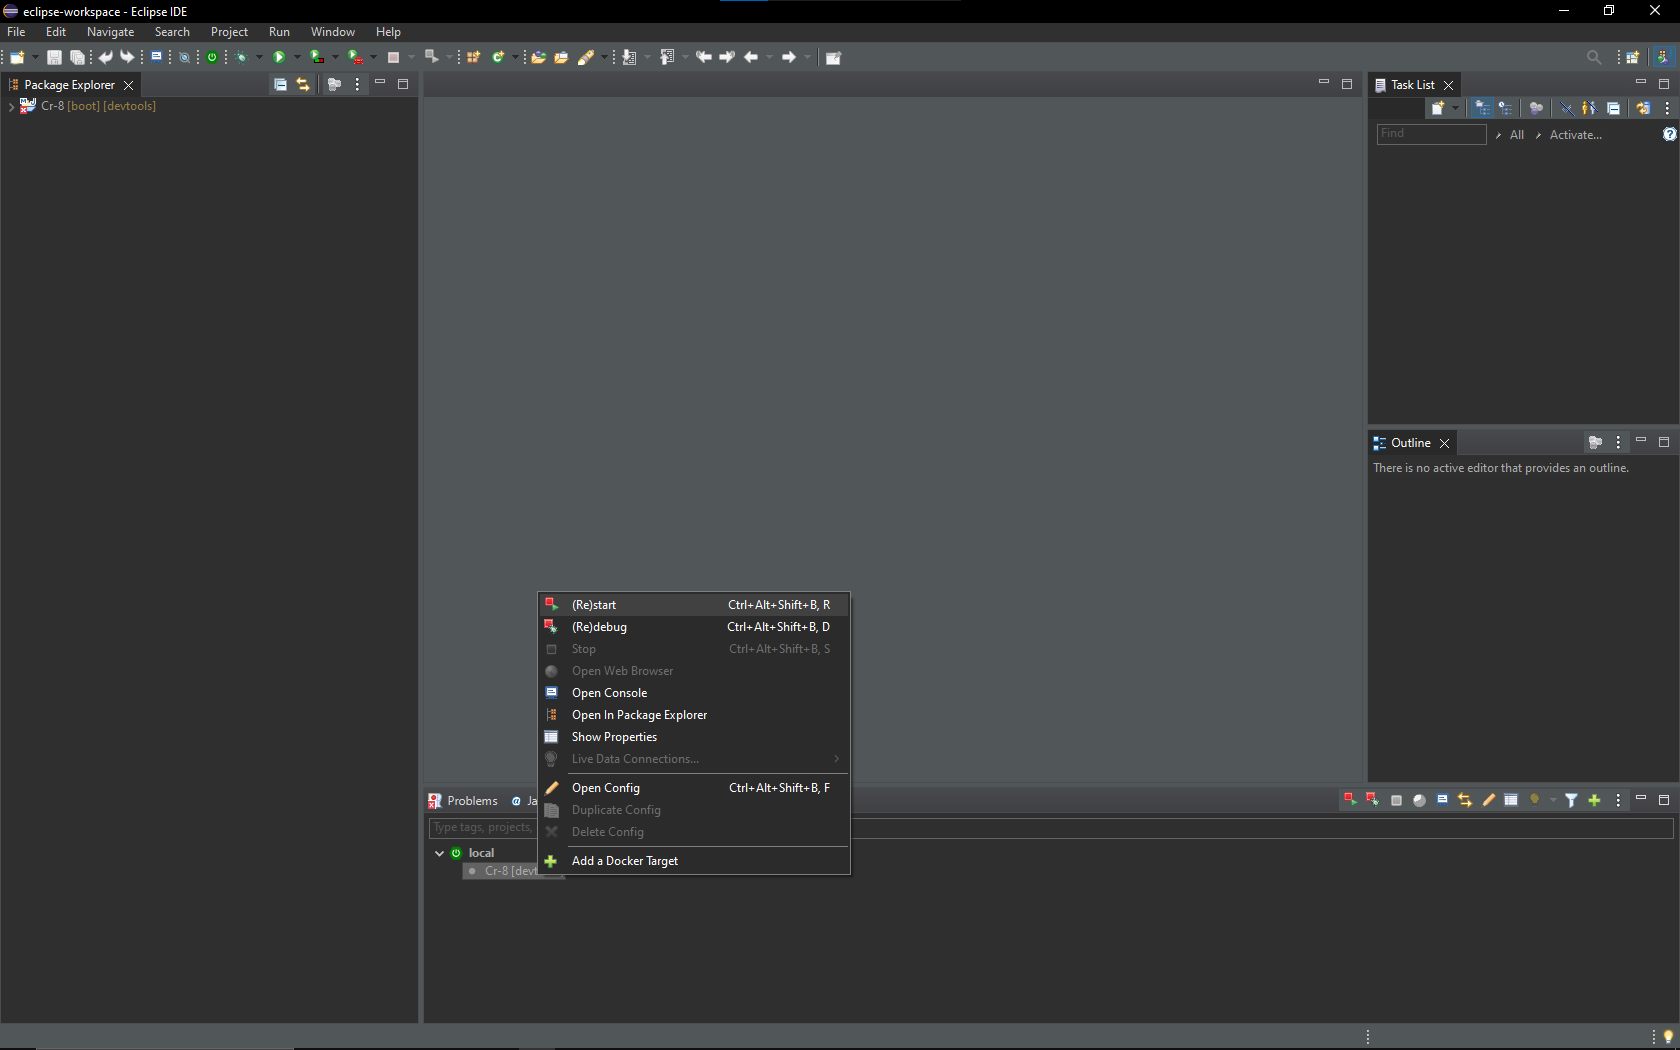 eclipse-workspace - Eclipse IDE
File Edit Navigate Search Project Run Window Help
Package Explorer
Cr-8 [boot] [devtools]
Task List
Find
All
Activate...
Outline
There is no active editor that provides an outline.
(Re)start Ctrl+Alt+Shift+B, R
(Re)debug Ctrl+Alt+Shift+B, D
Stop Ctrl+Alt+Shift+B, S
Open Web Browser
Open Console
Open In Package Explorer
Show Properties
Live Data Connections...
Open Config Ctrl+Alt+Shift+B, F
Duplicate Config
Delete Config
Add a Docker Target
Problems @ Ja
Type tags, projects,
local
Cr-8 [devt